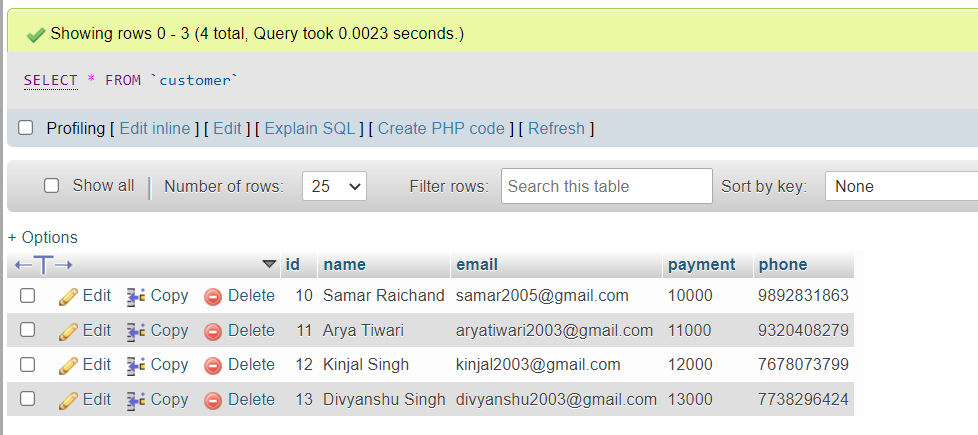 Showing rows 0 - 3 (4 total, Query took 0.0023 seconds.)
SELECT * FROM `customer`
Profiling [ Edit inline ] [ Edit ] [ Explain SQL ] [ Create PHP code ] [ Refresh ]
Show all | Number of rows: 25 Filter rows: Search this table Sort by key: None
+ Options
←T→ id name email payment phone
Edit Copy Delete 10 Samar Raichand samar2005@gmail.com 10000 9892831863
Edit Copy Delete 11 Arya Tiwari aryatiwari2003@gmail.com 11000 9320408279
Edit Copy Delete 12 Kinjal Singh kinjal2003@gmail.com 12000 7678073799
Edit Copy Delete 13 Divyanshu Singh divyanshu2003@gmail.com 13000 7738296424